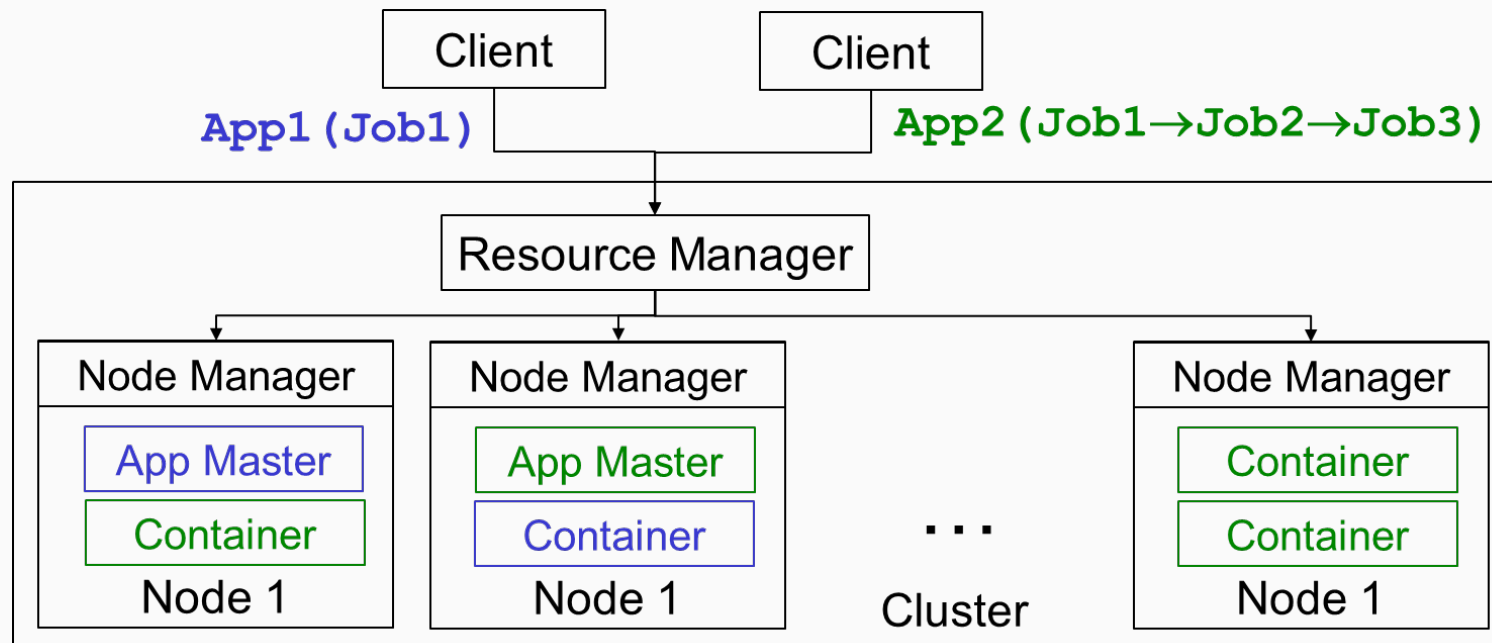 Client
Client
App1(Job1)
App2(Job1→Job2→Job3)
Resource Manager
Node Manager
Node Manager
Node Manager
App Master
App Master
Container
Container
Container
...
Container
Node 1
Node 1
Cluster
Node 1